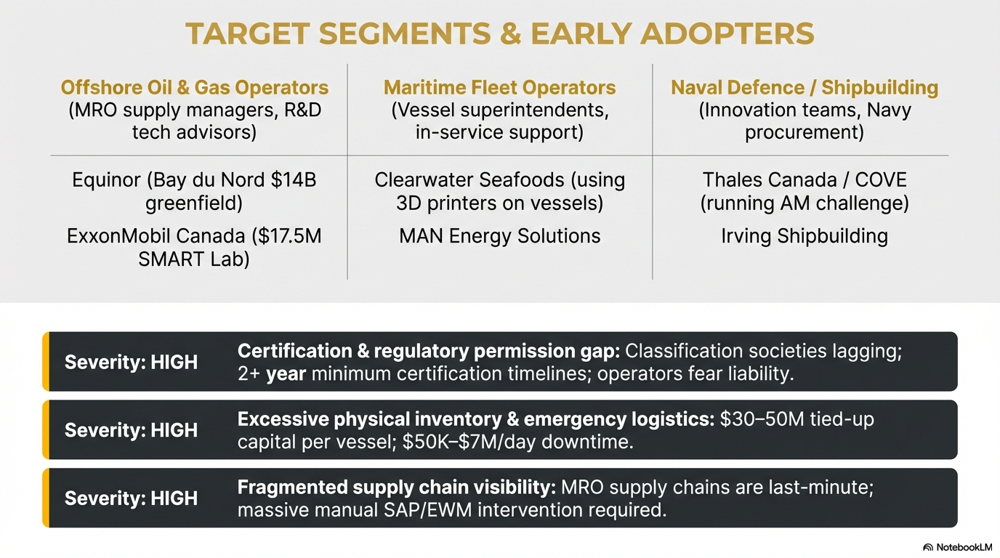 TARGET SEGMENTS & EARLY ADOPTERS
Offshore Oil & Gas Operators
(MRO supply managers, R&D
tech advisors)
Maritime Fleet Operators
(Vessel superintendents,
in-service support)
Naval Defence / Shipbuilding
(Innovation teams, Navy
procurement)
Equinor (Bay du Nord $14B
greenfield)
ExxonMobil Canada ($17.5M
SMART Lab)
Clearwater Seafoods (using
3D printers on vessels)
MAN Energy Solutions
Thales Canada / COVE
(running AM challenge)
Irving Shipbuilding
Severity: HIGH
Certification & regulatory permission gap: Classification societies lagging;
2+ year minimum certification timelines; operators fear liability.
Severity: HIGH
Excessive physical inventory & emergency logistics: $30–50M tied-up
capital per vessel; $50K–$7M/day downtime.
Severity: HIGH
Fragmented supply chain visibility: MRO supply chains are last-minute;
massive manual SAP/EWM intervention required.
NotebookLM